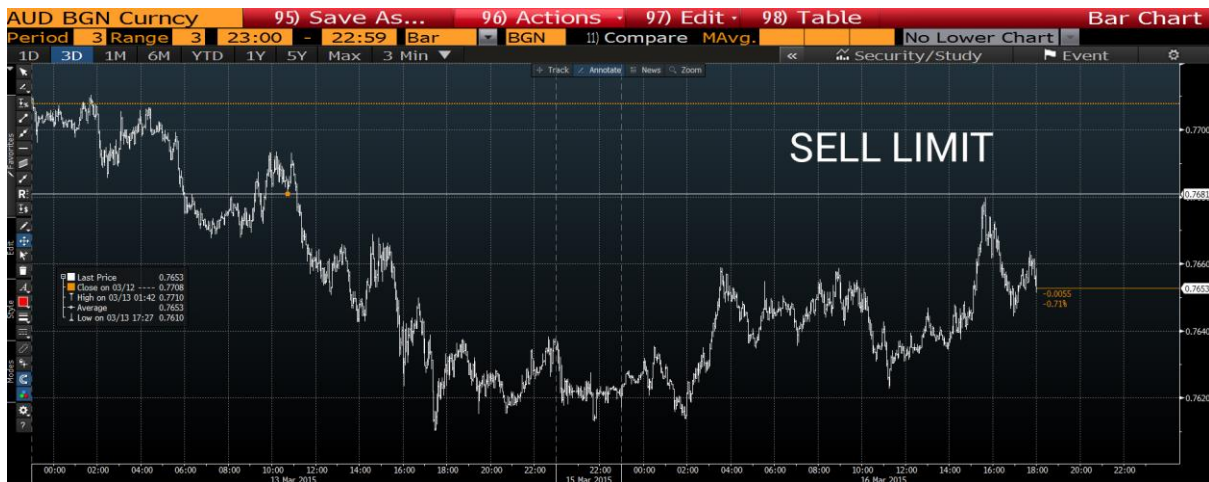 AUD BGN Curncy 95) Save As... 96) Actions 97) Edit 98) Table Bar Chart
Period 3 Range 3 23:00 - 22:59 Bar BGN 11) Compare MAvg. No Lower Chart
1D 3D 1M 6M YTD 1Y 5Y Max 3 Min ▼ « Security/Study Event
Track Annotate News Zoom
0.7700
SELL LIMIT
Favorites
R
0.7681
Edit
0.7660
Last Price 0.7653
Close on 03/12 ---- 0.7708
High on 03/13 01:42 0.7710
Average 0.7653
Low on 03/13 17:27 0.7610
0.7653
-0.0055
-0.71%
Style
0.7640
Modes
0.7620
?
00:00 02:00 04:00 06:00 08:00 10:00 12:00 14:00 16:00 18:00 20:00 22:00 22:00 00:00 02:00 04:00 06:00 08:00 10:00 12:00 14:00 16:00 18:00 20:00 22:00
13 Mar 2015 15 Mar 2015 16 Mar 2015